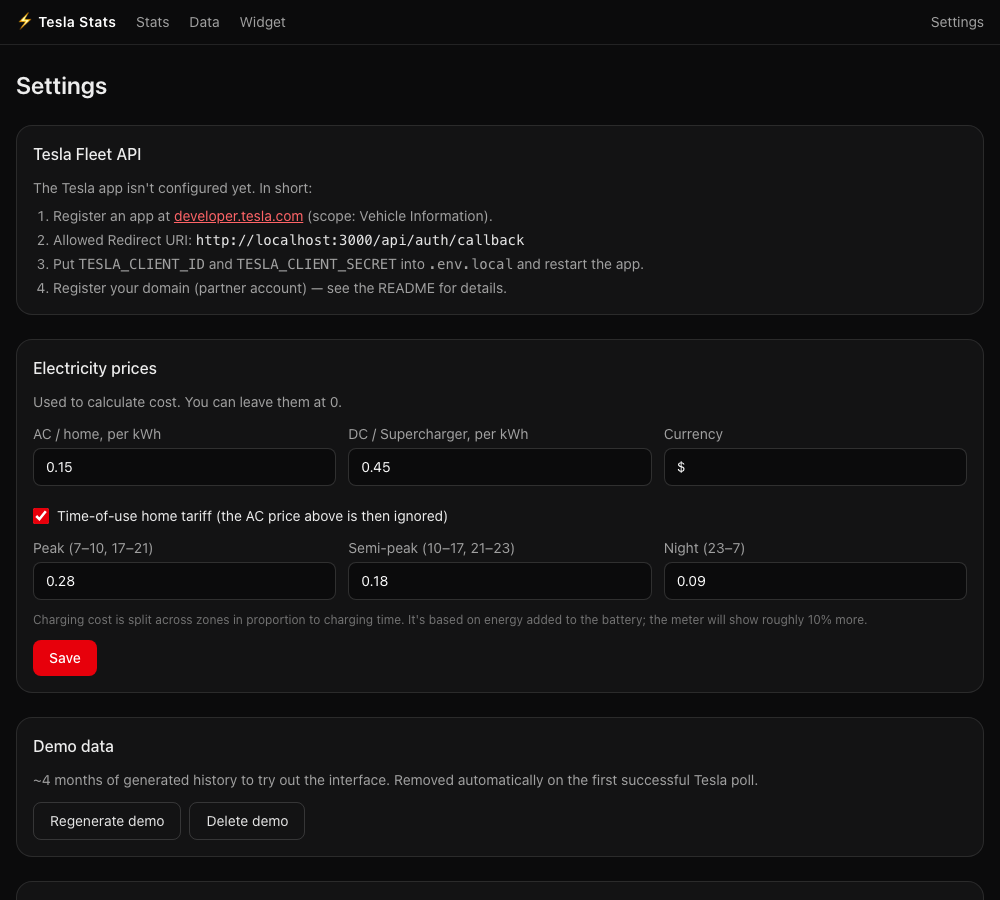 ⚡ Tesla Stats Stats Data Widget Settings
Settings
Tesla Fleet API
The Tesla app isn't configured yet. In short:
1. Register an app at developer.tesla.com (scope: Vehicle Information).
2. Allowed Redirect URI: http://localhost:3000/api/auth/callback
3. Put TESLA_CLIENT_ID and TESLA_CLIENT_SECRET into .env.local and restart the app.
4. Register your domain (partner account) — see the README for details.
Electricity prices
Used to calculate cost. You can leave them at 0.
AC / home, per kWh DC / Supercharger, per kWh Currency
0.15 0.45 $
Time-of-use home tariff (the AC price above is then ignored)
Peak (7–10, 17–21) Semi-peak (10–17, 21–23) Night (23–7)
0.28 0.18 0.09
Charging cost is split across zones in proportion to charging time. It's based on energy added to the battery; the meter will show roughly 10% more.
Save
Demo data
~4 months of generated history to try out the interface. Removed automatically on the first successful Tesla poll.
Regenerate demo Delete demo